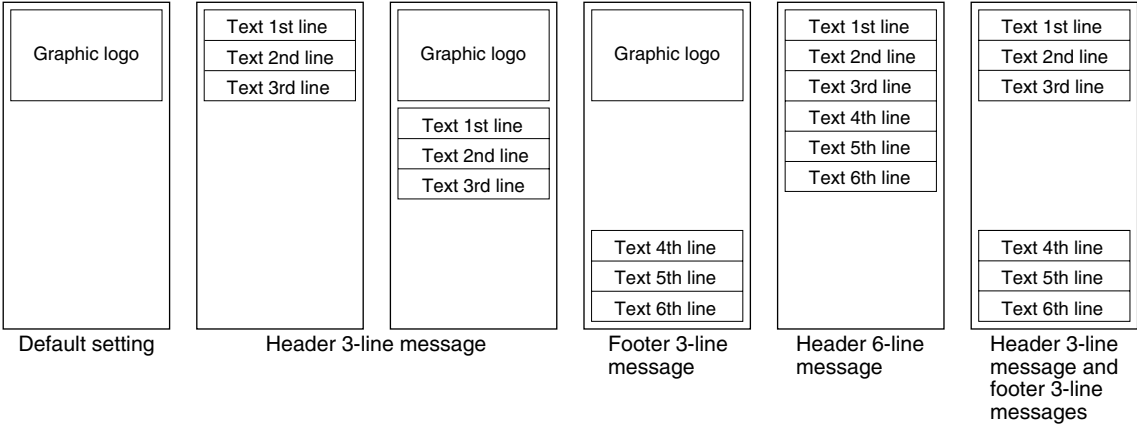 Graphic logo
Default setting
Text 1st line
Text 2nd line
Text 3rd line
Graphic logo
Text 1st line
Text 2nd line
Text 3rd line
Header 3-line message
Graphic logo
Text 4th line
Text 5th line
Text 6th line
Footer 3-line
message
Text 1st line
Text 2nd line
Text 3rd line
Text 4th line
Text 5th line
Text 6th line
Header 6-line
message
Text 1st line
Text 2nd line
Text 3rd line
Text 4th line
Text 5th line
Text 6th line
Header 3-line
message and
footer 3-line
messages